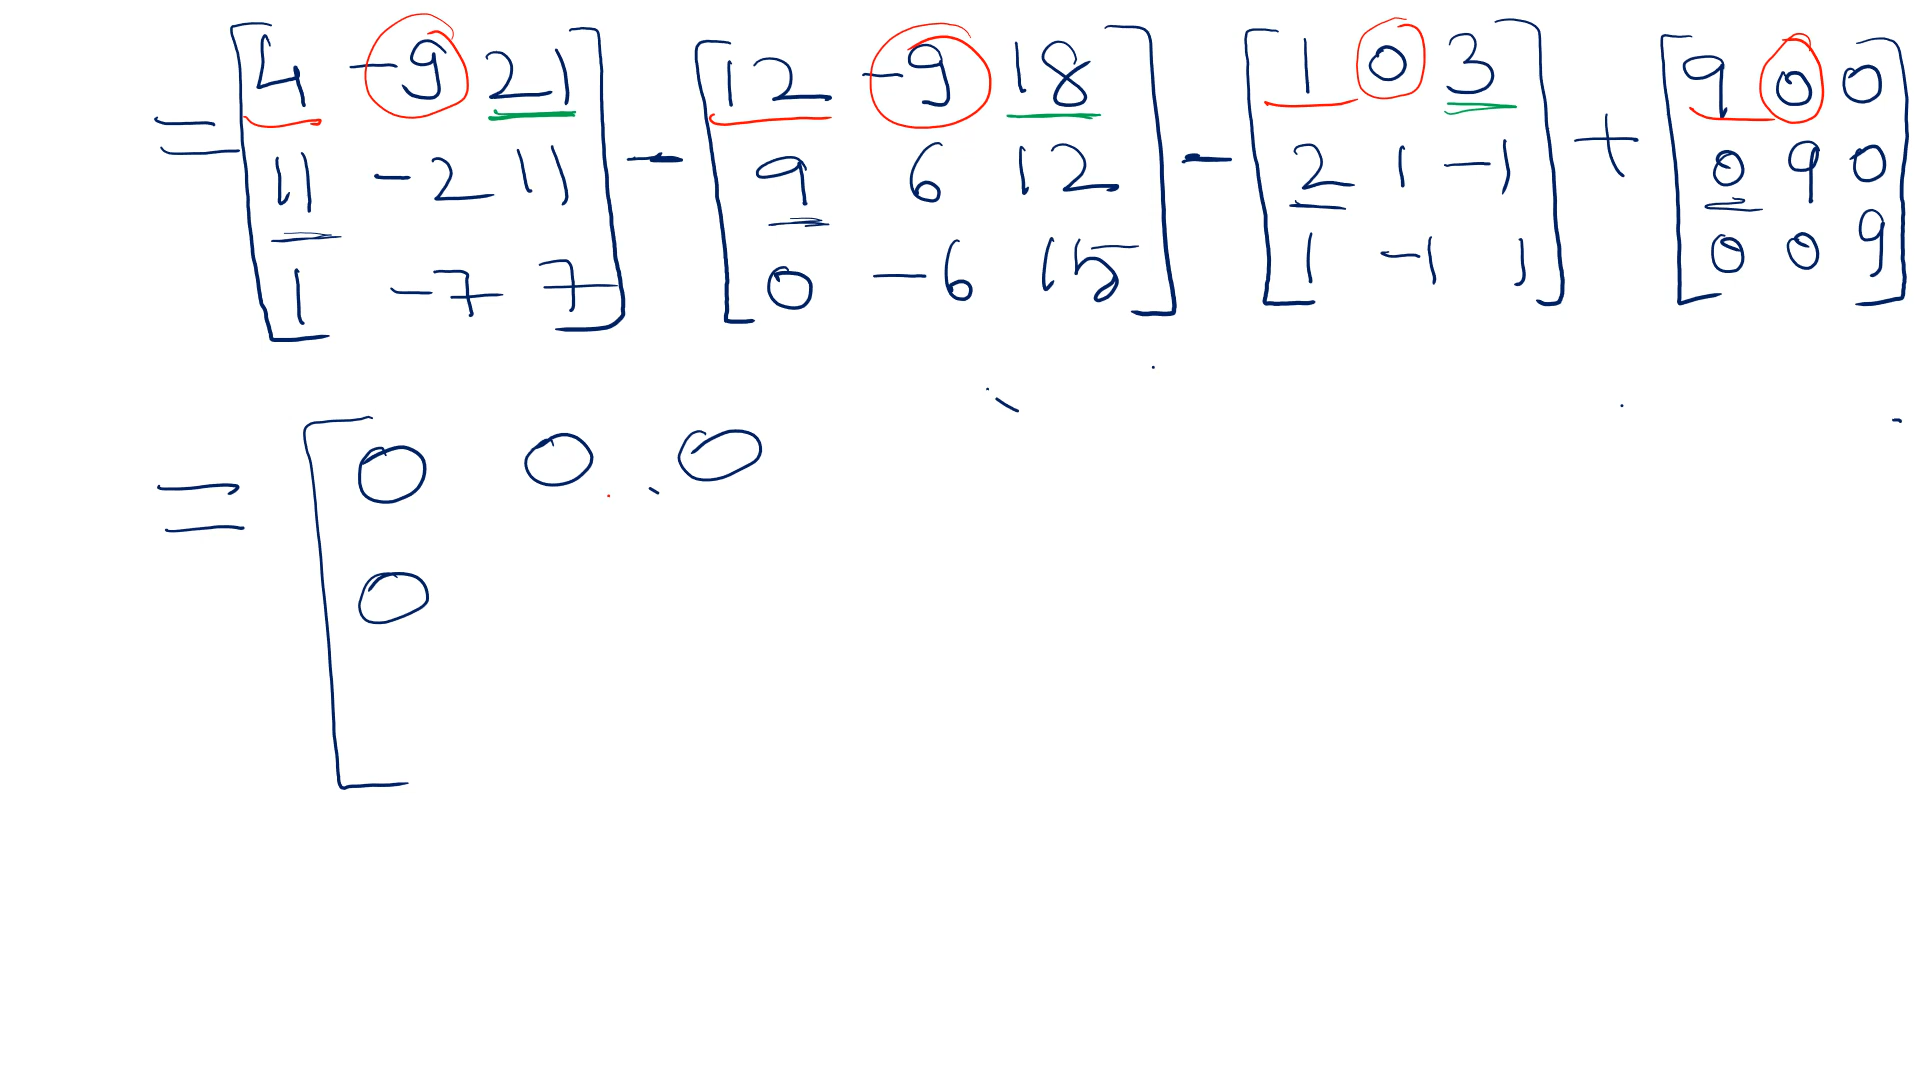 = [ 4 -9 21 ] - [ 12 -9 18 ] - [ 1 0 3 ] + [ 9 0 0 ]
[ 11 -2 11 ] [ 9 6 12 ] [ 2 1 -1 ] [ 0 9 0 ]
[ 1 -7 7 ] [ 0 -6 15 ] [ 1 -1 1 ] [ 0 0 9 ]
= [ 0 0 0
0